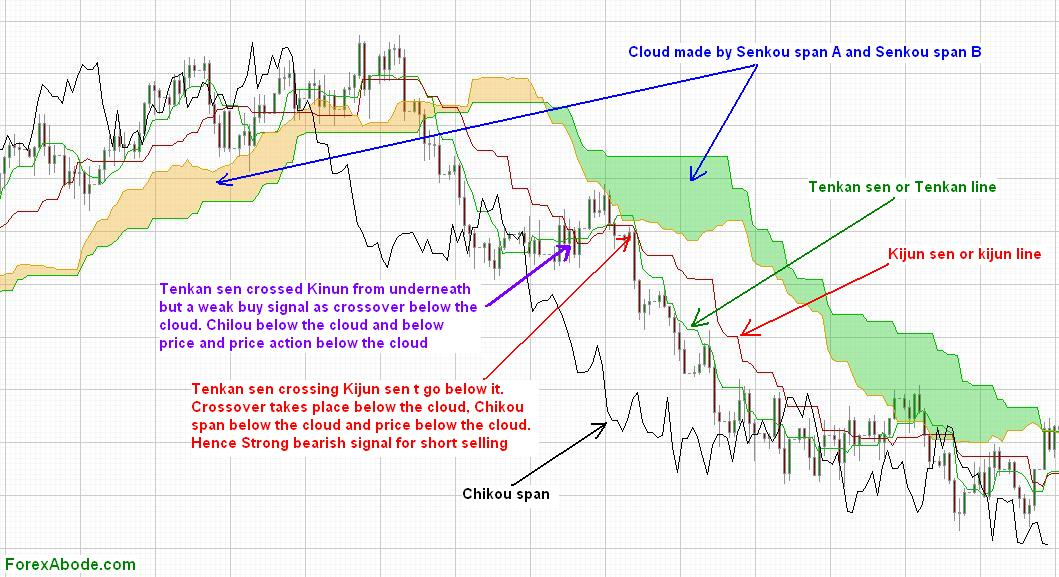 Cloud made by Senkou span A and Senkou span B
Tenkan sen or Tenkan line
Kijun sen or kijun line
Tenkan sen crossed Kinun from underneath
but a weak buy signal as crossover below the
cloud. Chilou below the cloud and below
price and price action below the cloud
Tenkan sen crossing Kijun sen t go below it.
Crossover takes place below the cloud, Chikou
span below the cloud and price below the cloud.
Hence Strong bearish signal for short selling
Chikou span
ForexAbode.com